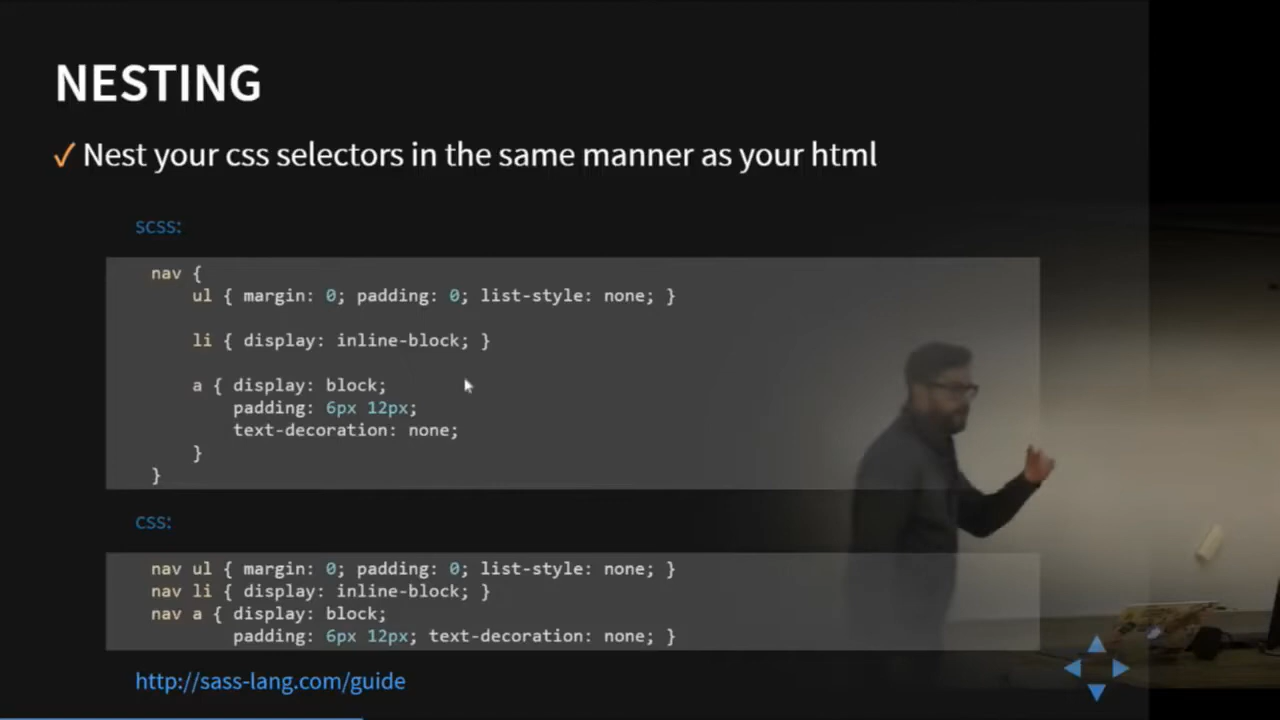 NESTING
✓ Nest your css selectors in the same manner as your html
scss:
nav {
ul { margin: 0; padding: 0; list-style: none; }
li { display: inline-block; }
a { display: block;
padding: 6px 12px;
text-decoration: none;
}
}
css:
nav ul { margin: 0; padding: 0; list-style: none; }
nav li { display: inline-block; }
nav a { display: block;
padding: 6px 12px; text-decoration: none; }
http://sass-lang.com/guide